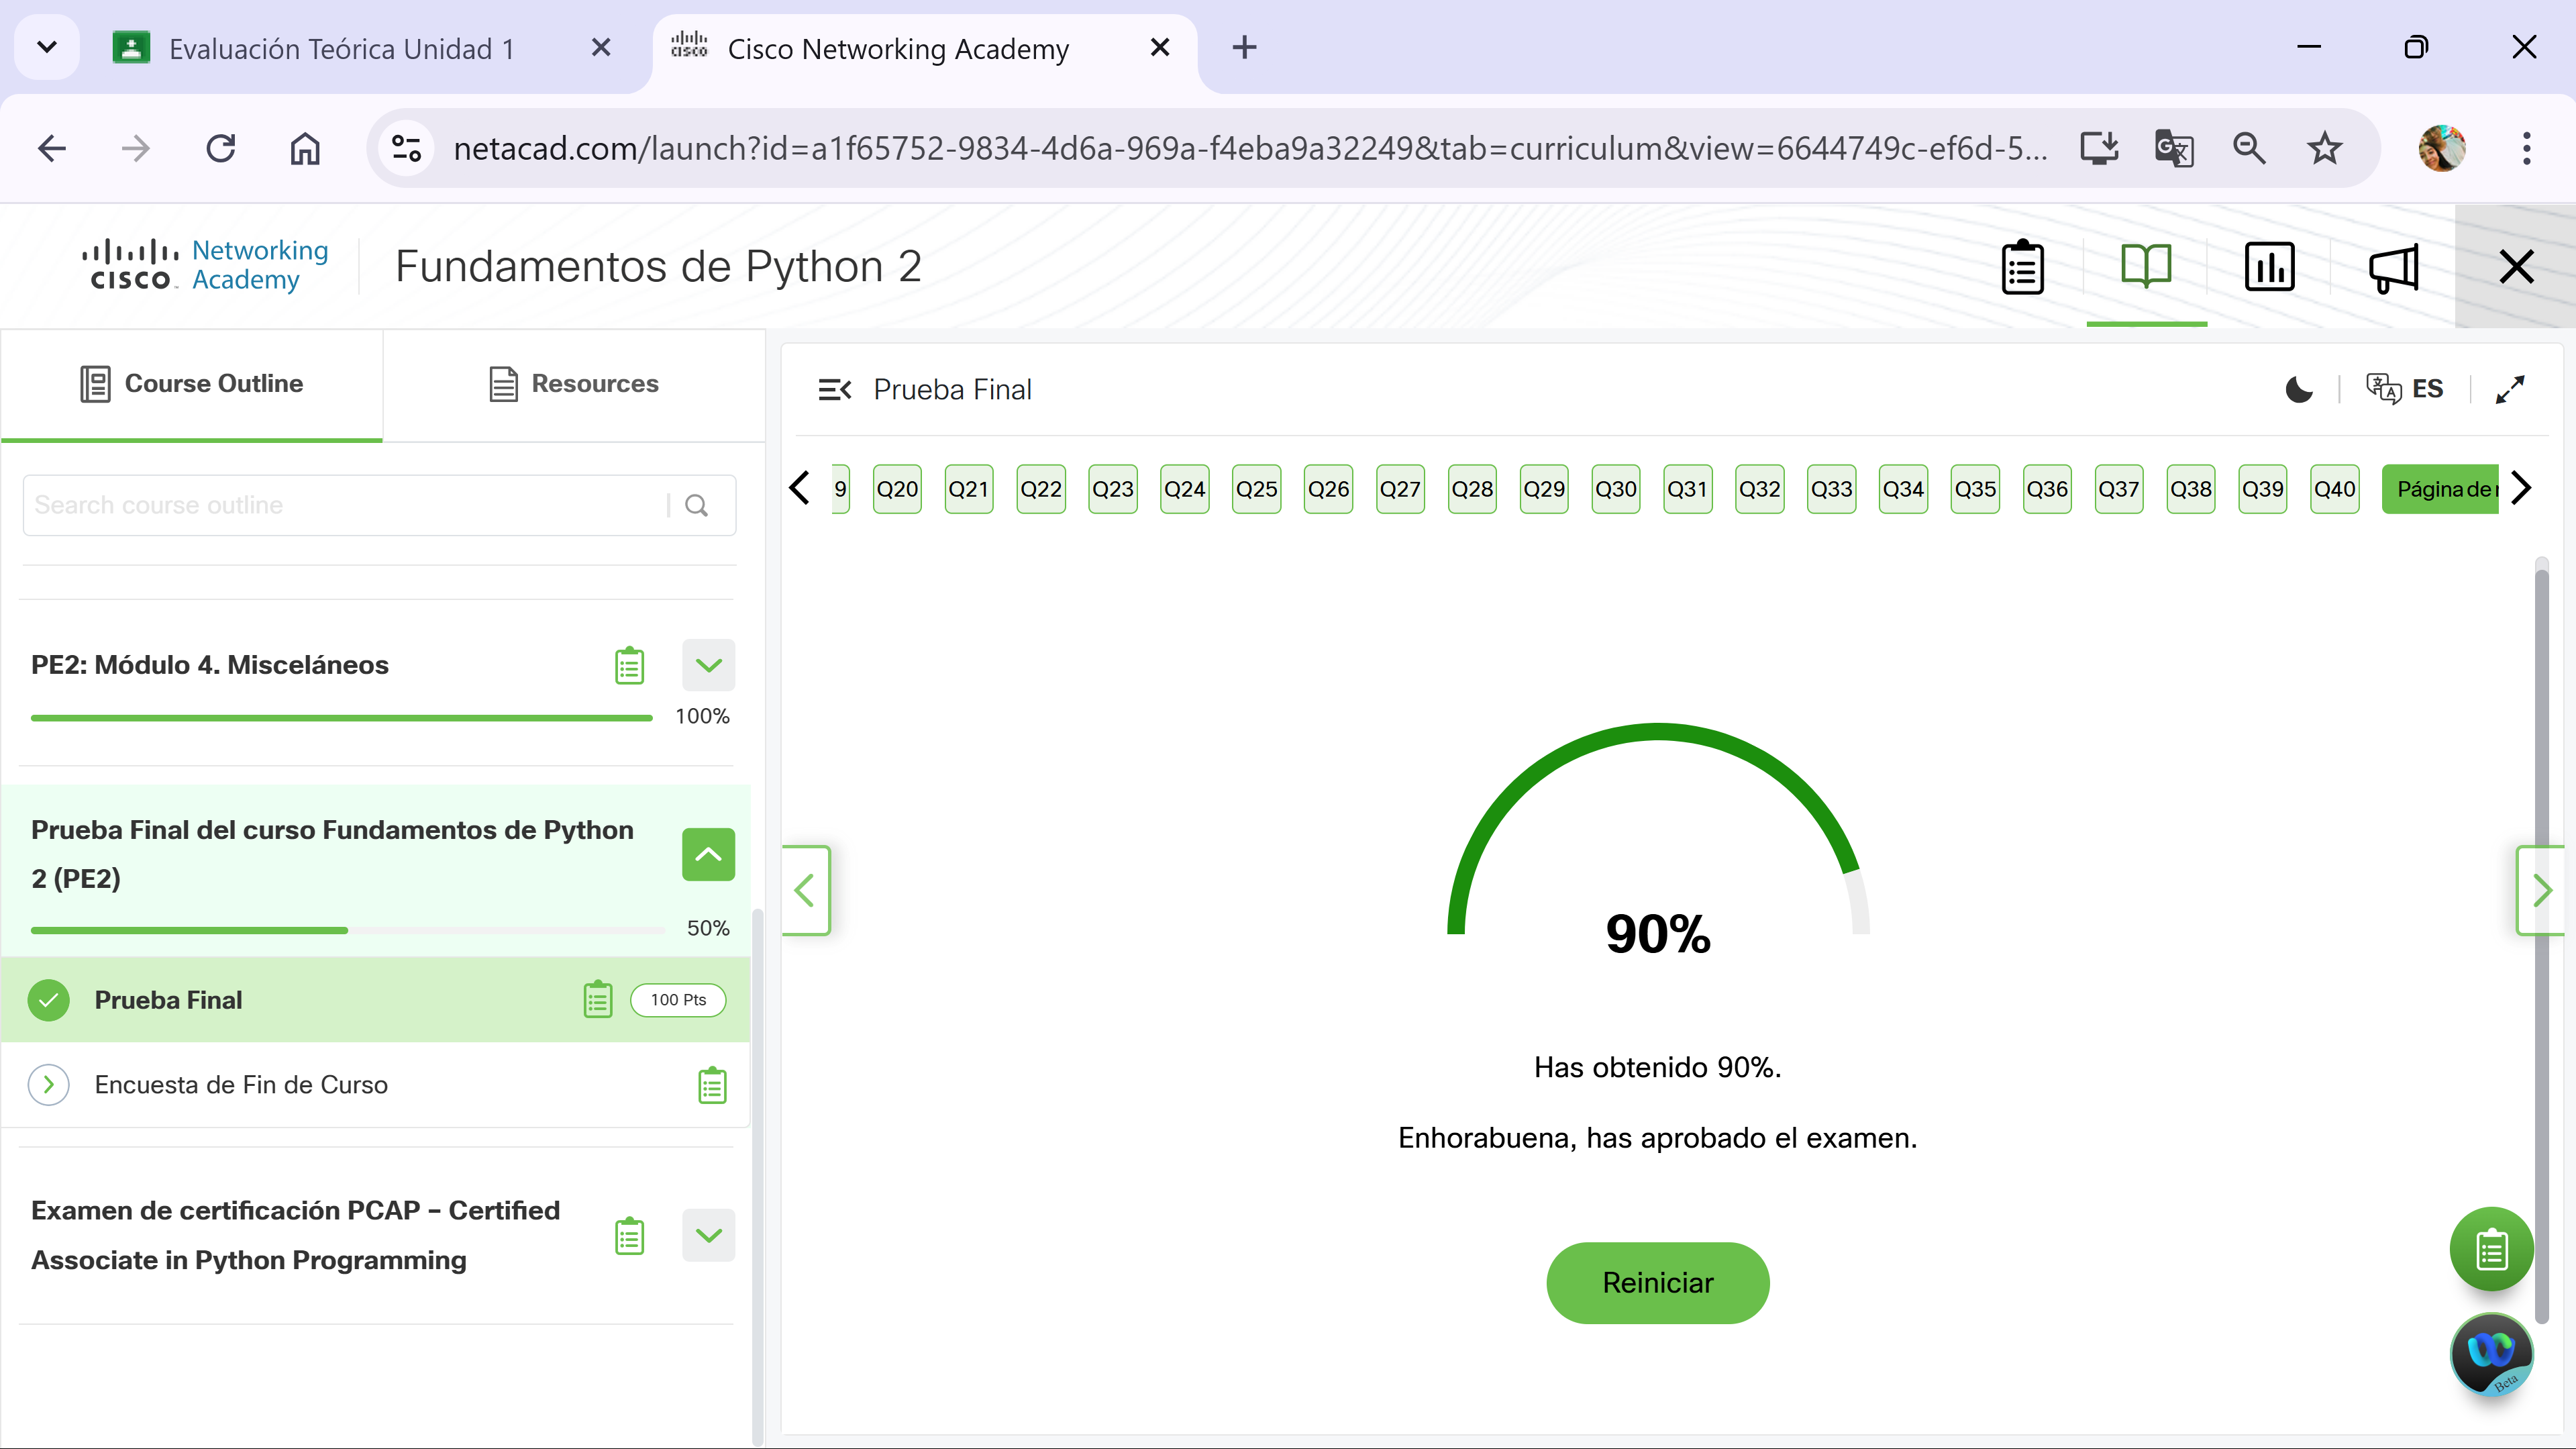 Evaluación Teórica Unidad 1
Cisco Networking Academy
netacad.com/launch?id=a1f65752-9834-4d6a-969a-f4eba9a32249&tab=curriculum&view=6644749c-ef6d-5...
CISCO Networking Academy
Fundamentos de Python 2
Course Outline
Resources
Search course outline
PE2: Módulo 4. Misceláneos
100%
Prueba Final del curso Fundamentos de Python
2 (PE2)
50%
Prueba Final
100 Pts
Encuesta de Fin de Curso
Examen de certificación PCAP – Certified
Associate in Python Programming
Prueba Final
ES
9 Q20 Q21 Q22 Q23 Q24 Q25 Q26 Q27 Q28 Q29 Q30 Q31 Q32 Q33 Q34 Q35 Q36 Q37 Q38 Q39 Q40 Página de
90%
Has obtenido 90%.
Enhorabuena, has aprobado el examen.
Reiniciar
Beta